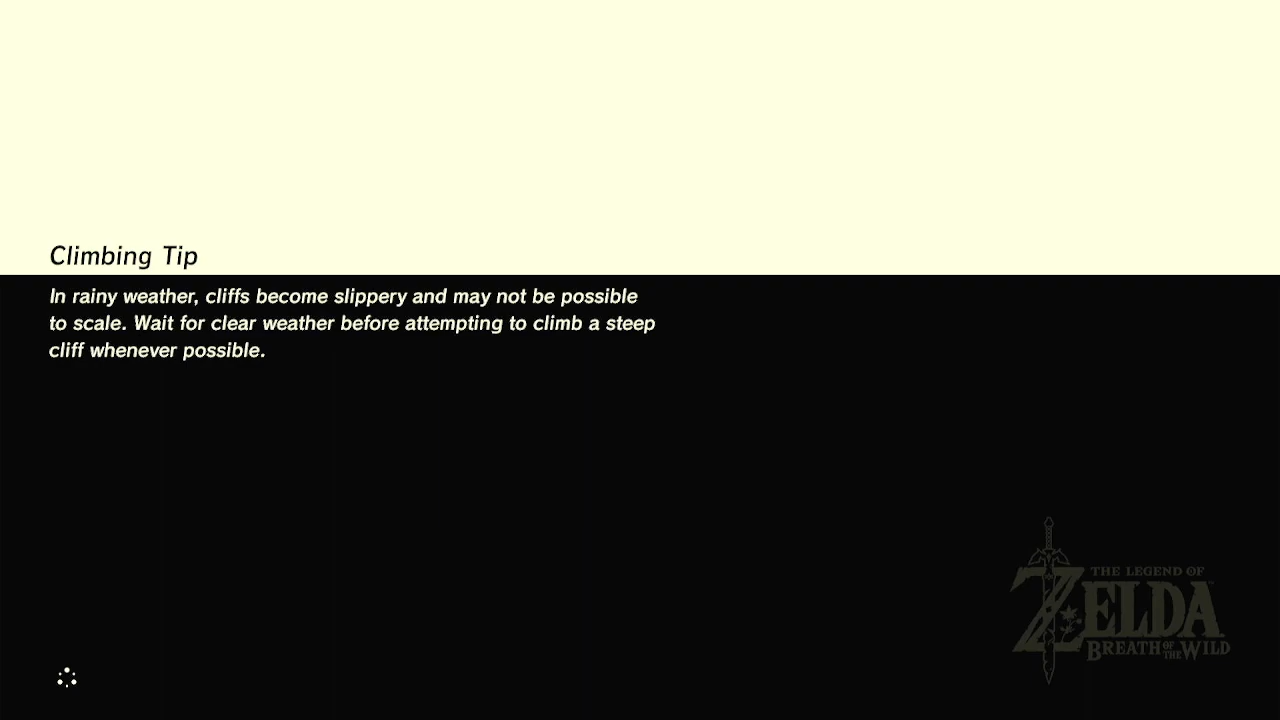 Climbing Tip
In rainy weather, cliffs become slippery and may not be possible
to scale. Wait for clear weather before attempting to climb a steep
cliff whenever possible.
THE LEGEND OF
ZELDA
BREATH OF THE WILD